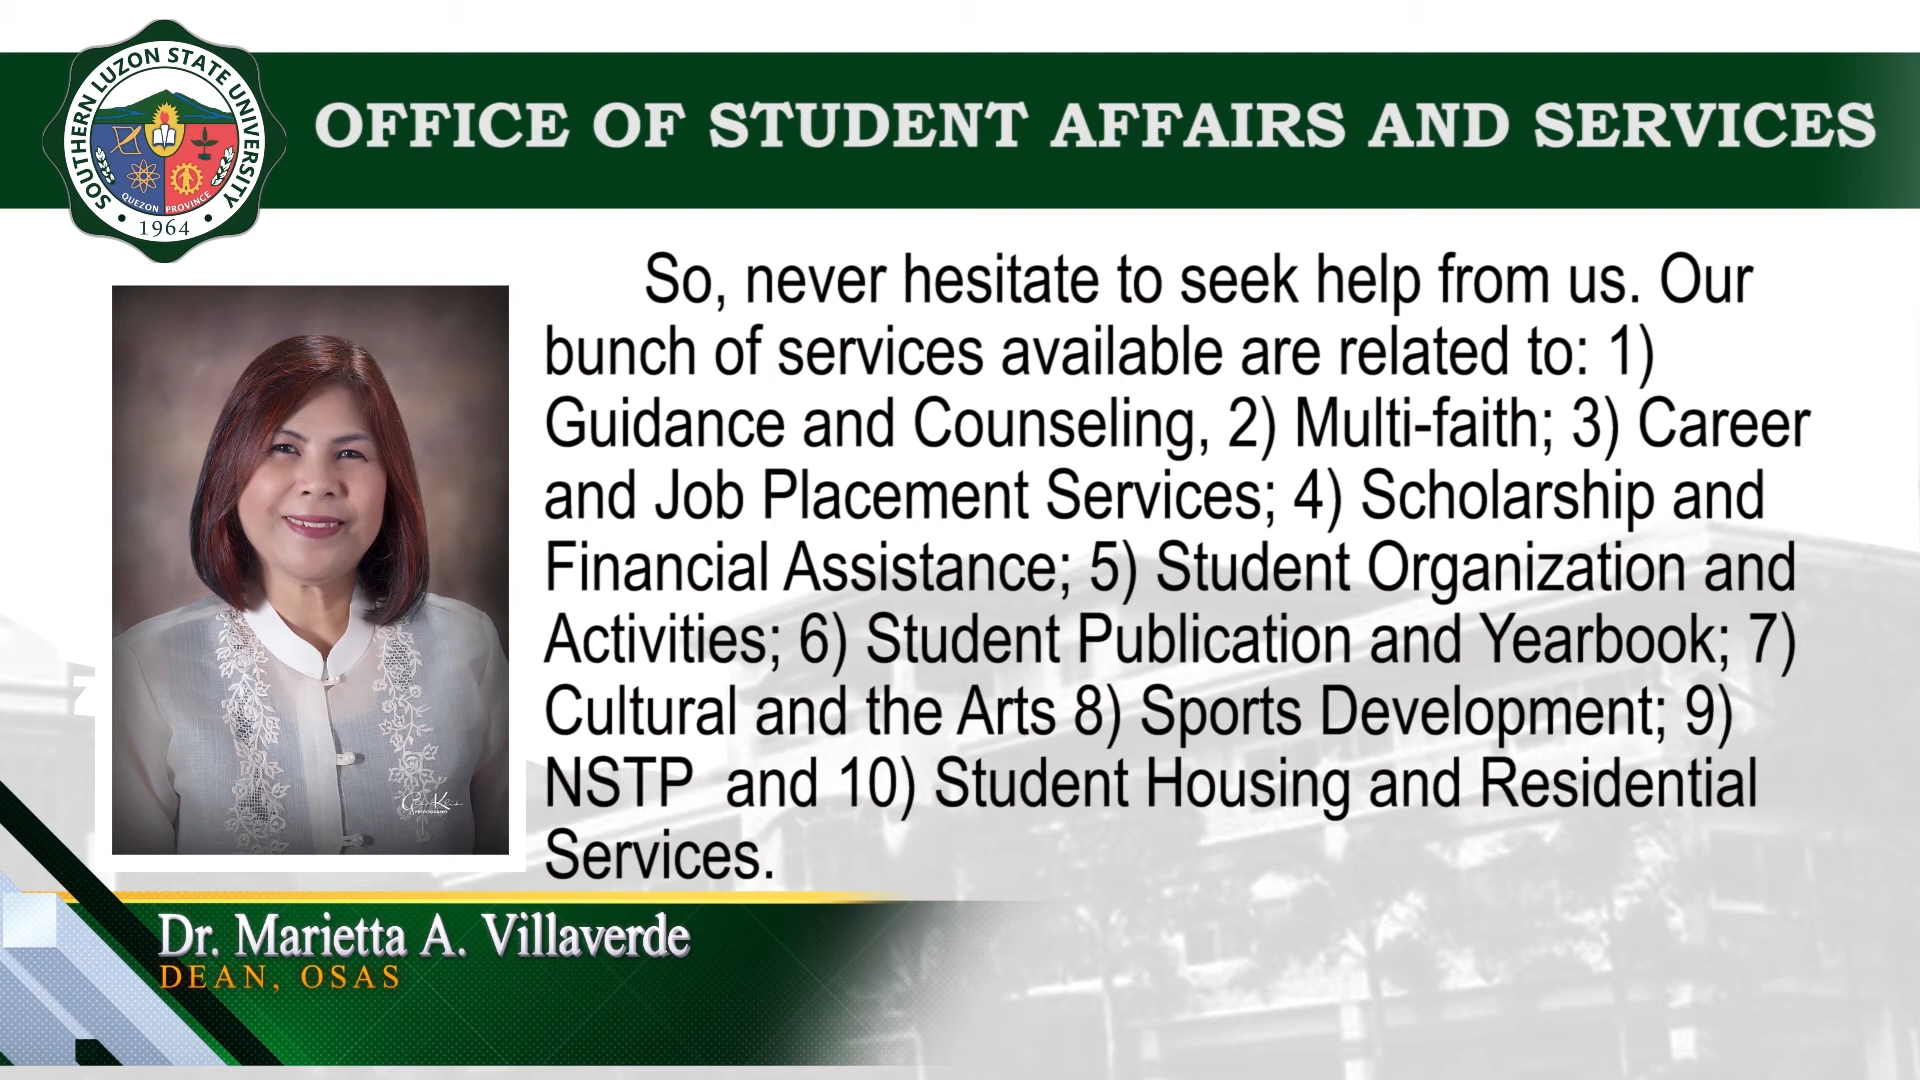 SOUTHERN LUZON STATE UNIVERSITY
QUEZON PROVINCE
• 1964 •
OFFICE OF STUDENT AFFAIRS AND SERVICES
So, never hesitate to seek help from us. Our
bunch of services available are related to: 1)
Guidance and Counseling, 2) Multi-faith; 3) Career
and Job Placement Services; 4) Scholarship and
Financial Assistance; 5) Student Organization and
Activities; 6) Student Publication and Yearbook; 7)
Cultural and the Arts 8) Sports Development; 9)
NSTP  and 10) Student Housing and Residential
Services.
PHOTOGRAPHY
Dr. Marietta A. Villaverde
DEAN, OSAS